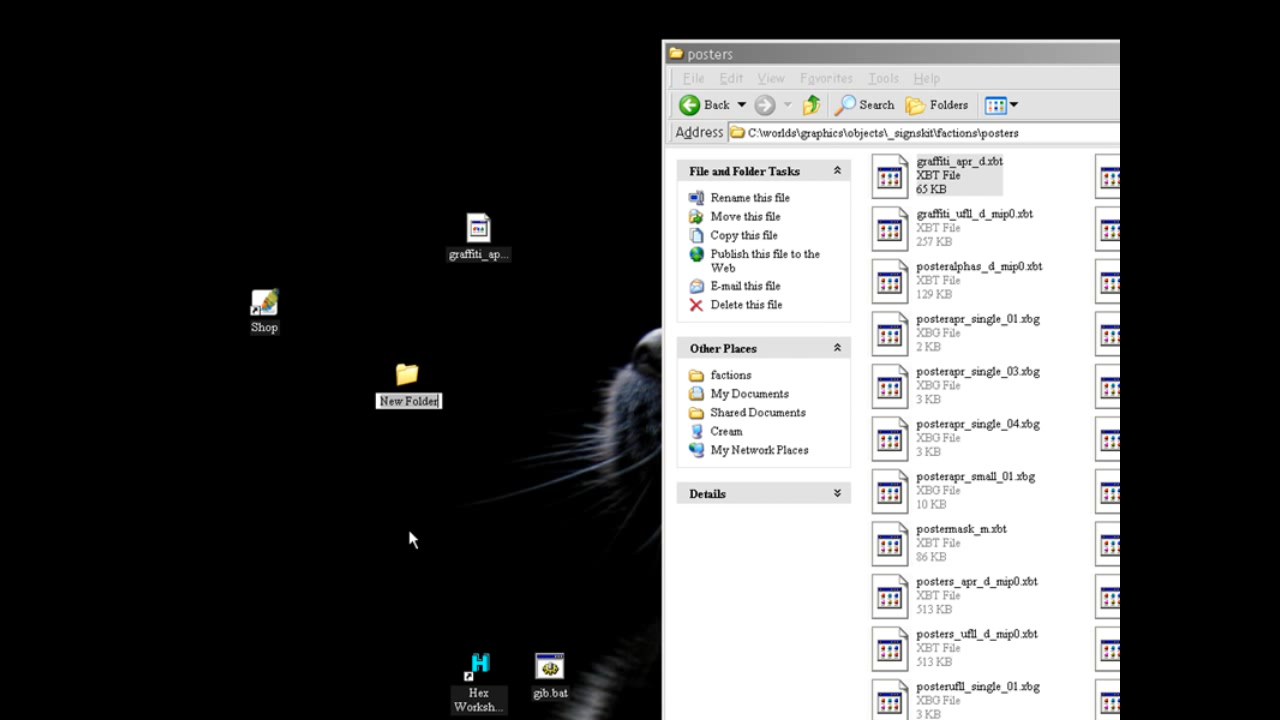 posters
File Edit View Favorites Tools Help
Back Search Folders
Address C:\worlds\graphics\objects\_signskit\factions\posters
File and Folder Tasks
Rename this file
Move this file
Copy this file
Publish this file to the
Web
E-mail this file
Delete this file
Other Places
factions
My Documents
Shared Documents
Cream
My Network Places
Details
graffiti_apr_d.xbt
XBT File
65 KB
graffiti_ufll_d_mip0.xbt
XBT File
257 KB
posteralphas_d_mip0.xbt
XBT File
129 KB
posterapr_single_01.xbg
XBG File
2 KB
posterapr_single_03.xbg
XBG File
3 KB
posterapr_single_04.xbg
XBG File
3 KB
posterapr_small_01.xbg
XBG File
10 KB
postermask_m.xbt
XBT File
86 KB
posters_apr_d_mip0.xbt
XBT File
513 KB
posters_ufll_d_mip0.xbt
XBT File
513 KB
posterufll_single_01.xbg
XBG File
3 KB
graffiti_ap...
Shop
New Folder
H
Hex
Worksh...
gib.bat